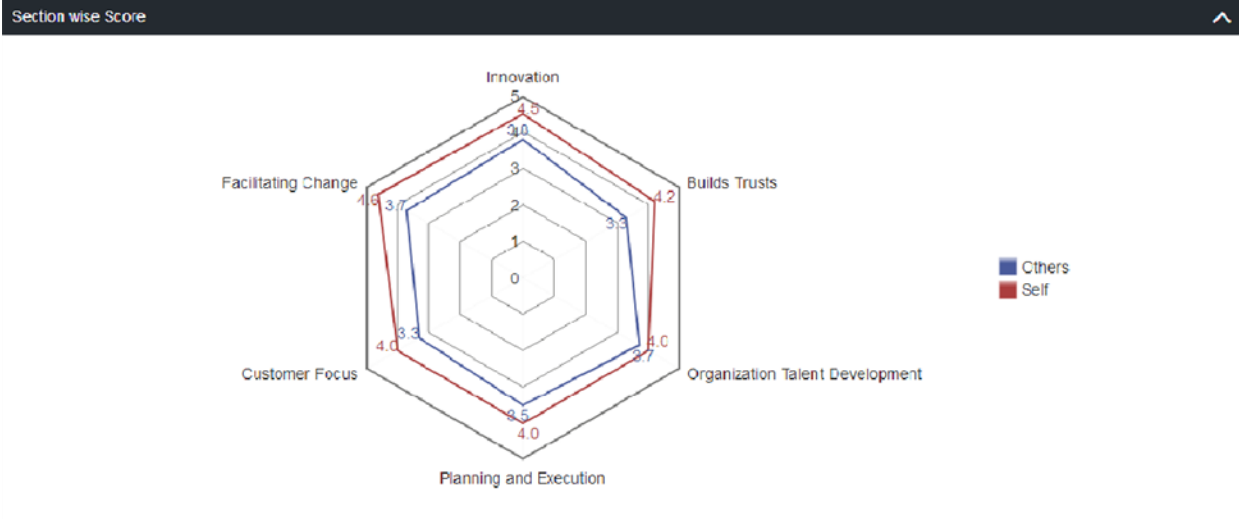 Section wise Score
Innovation
5
4.5
4
Facilitating Change
3
Builds Trusts
4.6
3.7
4.2
2
3.3
1
0
Others
Self
3.3
4.0
4.0
3.7
Customer Focus
Organization Talent Development
3.5
4.0
Planning and Execution